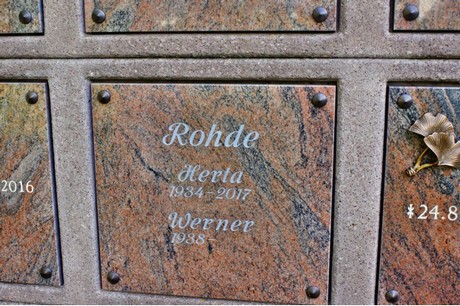 2016
Rohde
Herta
1934-2017
Werner
1938-
⚵24.8